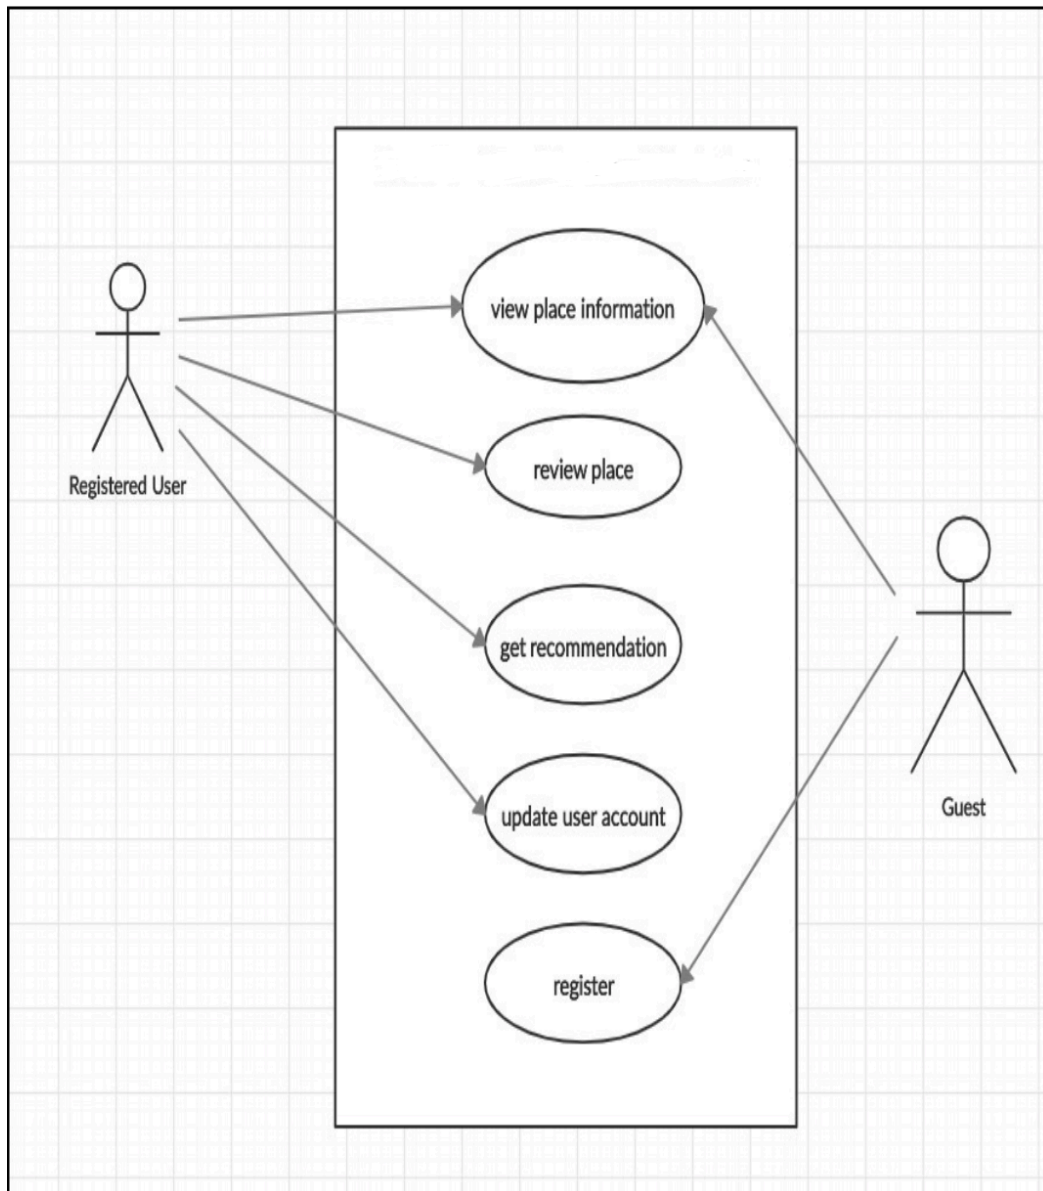 view place information
review place
Registered User
get recommendation
update user account
Guest
register